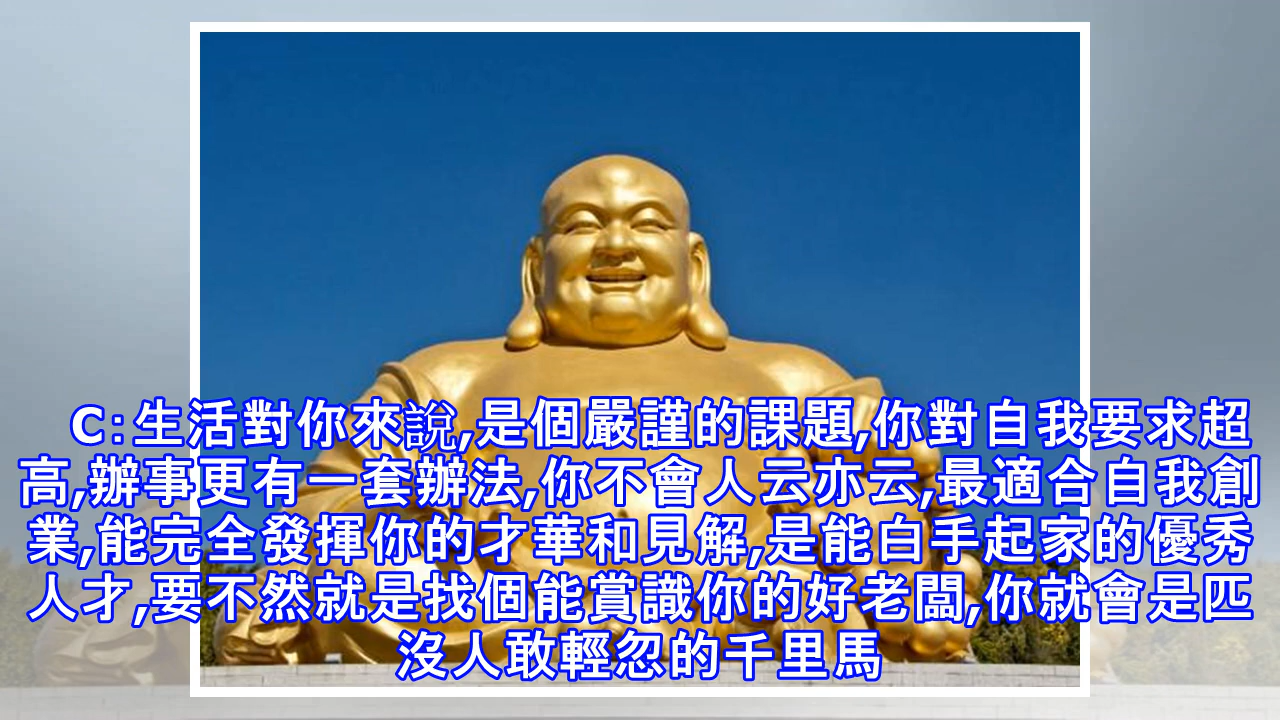 C:生活對你來說,是個嚴謹的課題,你對自我要求超
高,辦事更有一套辦法,你不會人云亦云,最適合自我創
業,能完全發揮你的才華和見解,是能白手起家的優秀
人才,要不然就是找個能賞識你的好老闆,你就會是匹
沒人敢輕忽的千里馬